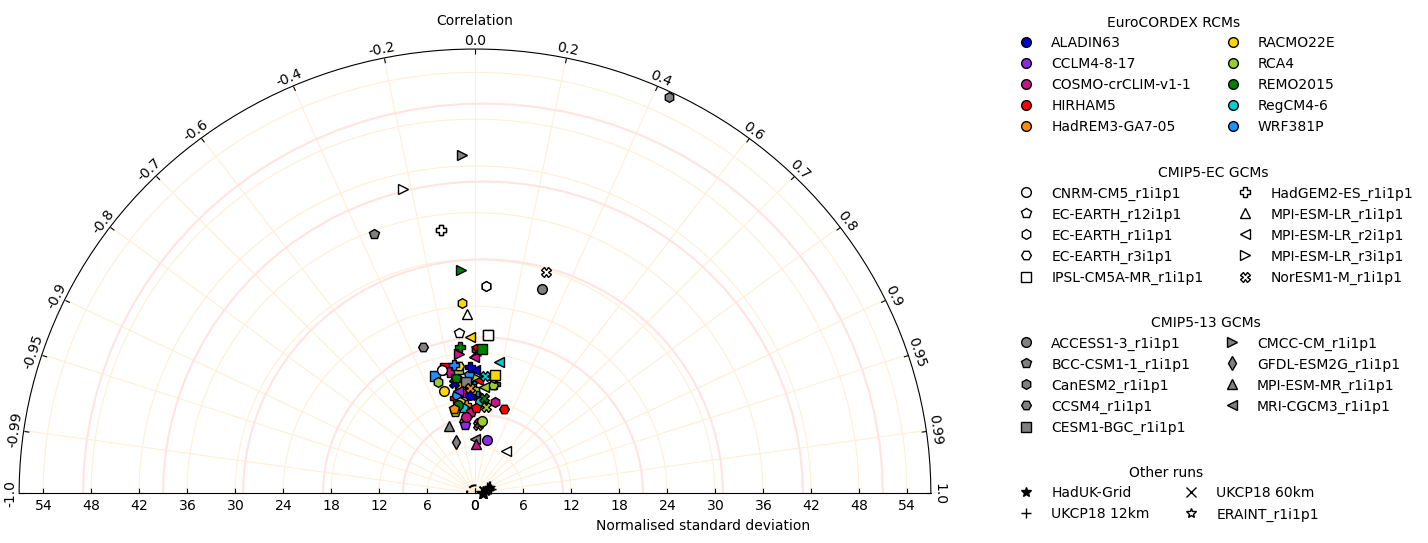 Correlation
-1.0
-0.99
-0.95
-0.9
-0.8
-0.7
-0.6
-0.4
-0.2
0.0
0.2
0.4
0.6
0.7
0.8
0.9
0.95
0.99
1.0
54 48 42 36 30 24 18 12 6 0 6 12 18 24 30 36 42 48 54
Normalised standard deviation
EuroCORDEX RCMs
ALADIN63 RACMO22E
CCLM4-8-17 RCA4
COSMO-crCLIM-v1-1 REMO2015
HIRHAM5 RegCM4-6
HadREM3-GA7-05 WRF381P
CMIP5-EC GCMs
CNRM-CM5_r1i1p1 HadGEM2-ES_r1i1p1
EC-EARTH_r12i1p1 MPI-ESM-LR_r1i1p1
EC-EARTH_r1i1p1 MPI-ESM-LR_r2i1p1
EC-EARTH_r3i1p1 MPI-ESM-LR_r3i1p1
IPSL-CM5A-MR_r1i1p1 NorESM1-M_r1i1p1
CMIP5-13 GCMs
ACCESS1-3_r1i1p1 CMCC-CM_r1i1p1
BCC-CSM1-1_r1i1p1 GFDL-ESM2G_r1i1p1
CanESM2_r1i1p1 MPI-ESM-MR_r1i1p1
CCSM4_r1i1p1 MRI-CGCM3_r1i1p1
CESM1-BGC_r1i1p1
Other runs
HadUK-Grid UKCP18 60km
UKCP18 12km ERAINT_r1i1p1